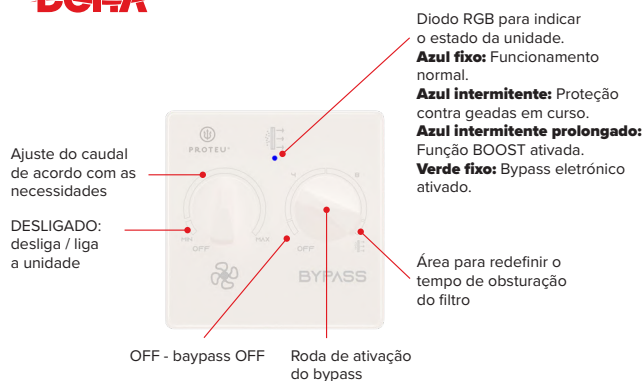 Diodo RGB para indicar
o estado da unidade.
Azul fixo: Funcionamento
normal.
Azul intermitente: Proteção
contra geadas em curso.
Azul intermitente prolongado:
Função BOOST ativada.
Verde fixo: Bypass eletrónico
ativado.
Ajuste do caudal
de acordo com as
necessidades
DESLIGADO:
desliga / liga
a unidade
PROTEU
MIN
OFF
MAX
OFF
BYPASS
Área para redefinir o
tempo de obsturação
do filtro
OFF - baypass OFF
Roda de ativação
do bypass